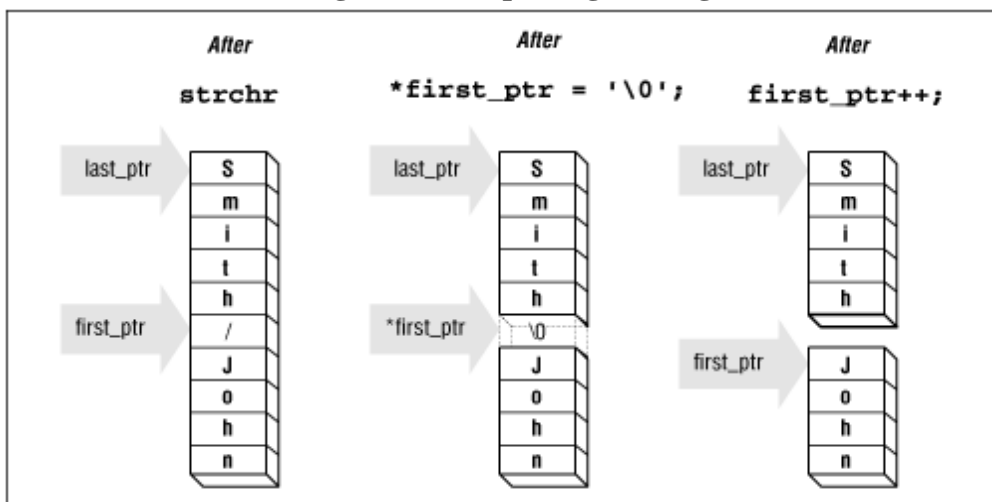 After
strchr
last_ptr
S
m
i
t
h
first_ptr
/
J
o
h
n
After
*first_ptr = '\0';
last_ptr
S
m
i
t
h
*first_ptr
\0
J
o
h
n
After
first_ptr++;
last_ptr
S
m
i
t
h
first_ptr
J
o
h
n